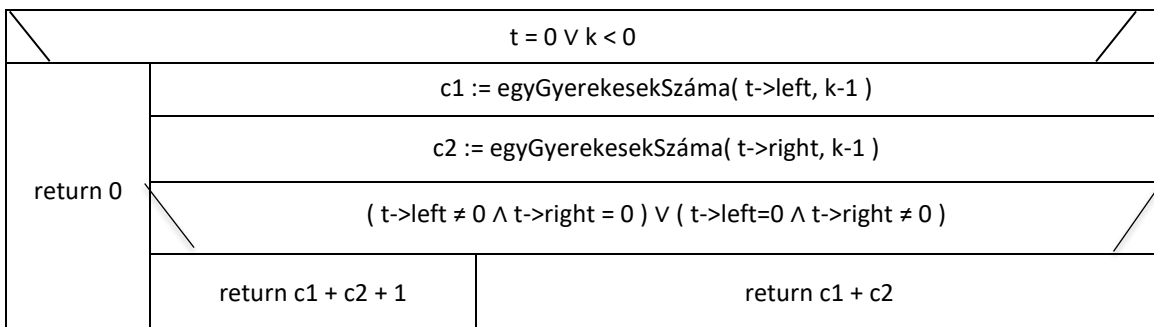 t = 0 ∨ k < 0
c1 := egyGyerekesekSzáma( t->left, k-1 )
c2 := egyGyerekesekSzáma( t->right, k-1 )
return 0
( t->left ≠ 0 ∧ t->right = 0 ) ∨ ( t->left=0 ∧ t->right ≠ 0 )
return c1 + c2 + 1
return c1 + c2